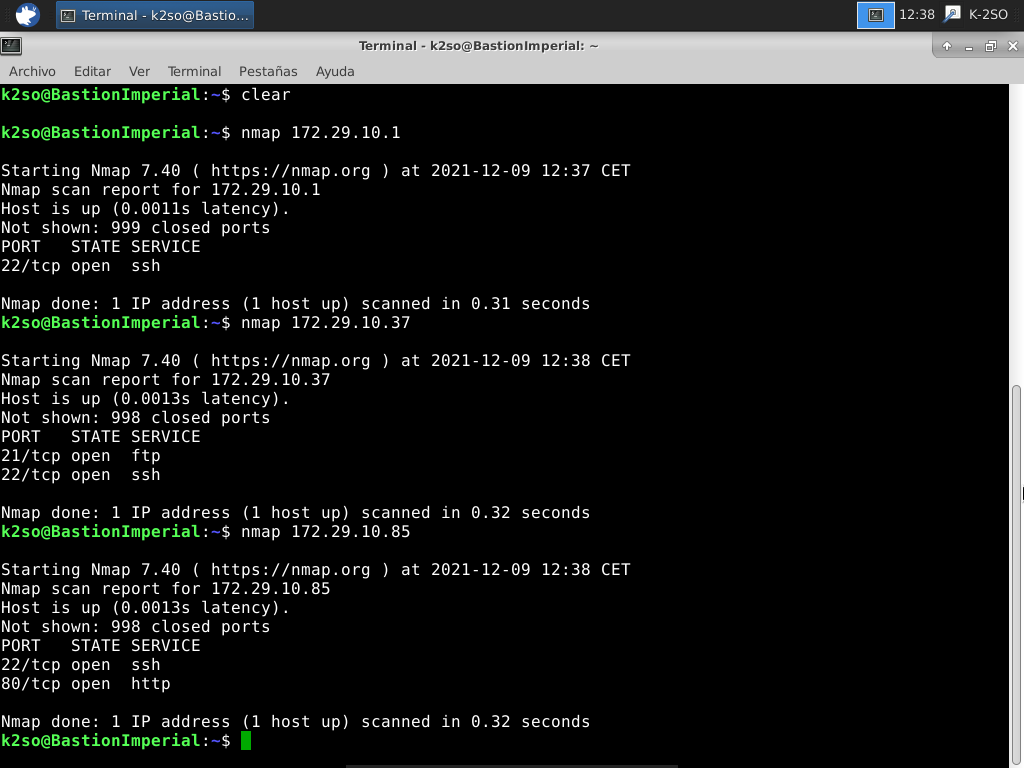 Terminal - k2so@Bastio...
12:38
K-2SO
Terminal - k2so@BastionImperial: ~
Archivo Editar Ver Terminal Pestañas Ayuda
k2so@BastionImperial:~$ clear
k2so@BastionImperial:~$ nmap 172.29.10.1
Starting Nmap 7.40 ( https://nmap.org ) at 2021-12-09 12:37 CET
Nmap scan report for 172.29.10.1
Host is up (0.0011s latency).
Not shown: 999 closed ports
PORT   STATE SERVICE
22/tcp open  ssh
Nmap done: 1 IP address (1 host up) scanned in 0.31 seconds
k2so@BastionImperial:~$ nmap 172.29.10.37
Starting Nmap 7.40 ( https://nmap.org ) at 2021-12-09 12:38 CET
Nmap scan report for 172.29.10.37
Host is up (0.0013s latency).
Not shown: 998 closed ports
PORT   STATE SERVICE
21/tcp open  ftp
22/tcp open  ssh
Nmap done: 1 IP address (1 host up) scanned in 0.32 seconds
k2so@BastionImperial:~$ nmap 172.29.10.85
Starting Nmap 7.40 ( https://nmap.org ) at 2021-12-09 12:38 CET
Nmap scan report for 172.29.10.85
Host is up (0.0013s latency).
Not shown: 998 closed ports
PORT   STATE SERVICE
22/tcp open  ssh
80/tcp open  http
Nmap done: 1 IP address (1 host up) scanned in 0.32 seconds
k2so@BastionImperial:~$